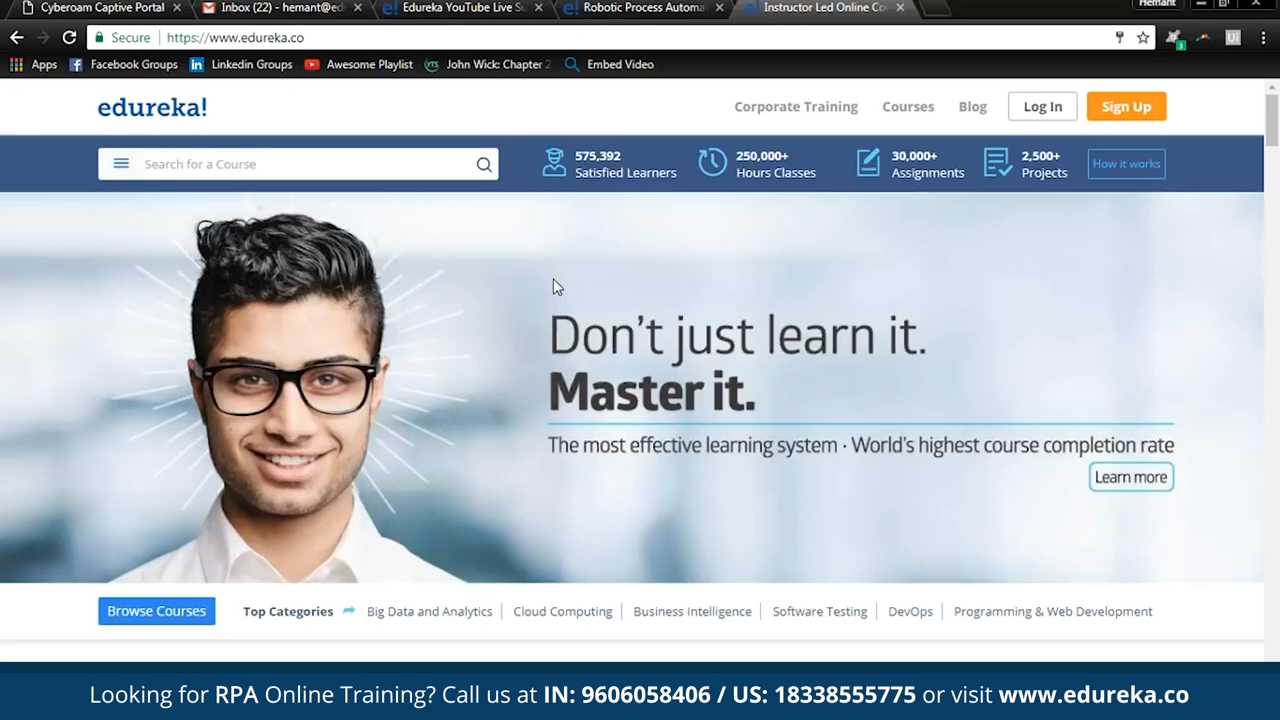 Cyberoam Captive Portal
Inbox (22) - hemant@ed
Edureka YouTube Live Su
Robotic Process Automa
Instructor Led Online Co
Hemant
Secure
https://www.edureka.co
Apps
Facebook Groups
Linkedin Groups
Awesome Playlist
John Wick: Chapter 2
Embed Video
edureka!
Corporate Training
Courses
Blog
Log In
Sign Up
Search for a Course
575,392
Satisfied Learners
250,000+
Hours Classes
30,000+
Assignments
2,500+
Projects
How it works
Don't just learn it.
Master it.
The most effective learning system · World's highest course completion rate
Learn more
Browse Courses
Top Categories
Big Data and Analytics
Cloud Computing
Business Intelligence
Software Testing
DevOps
Programming & Web Development
Looking for RPA Online Training? Call us at IN: 9606058406 / US: 18338555775 or visit www.edureka.co